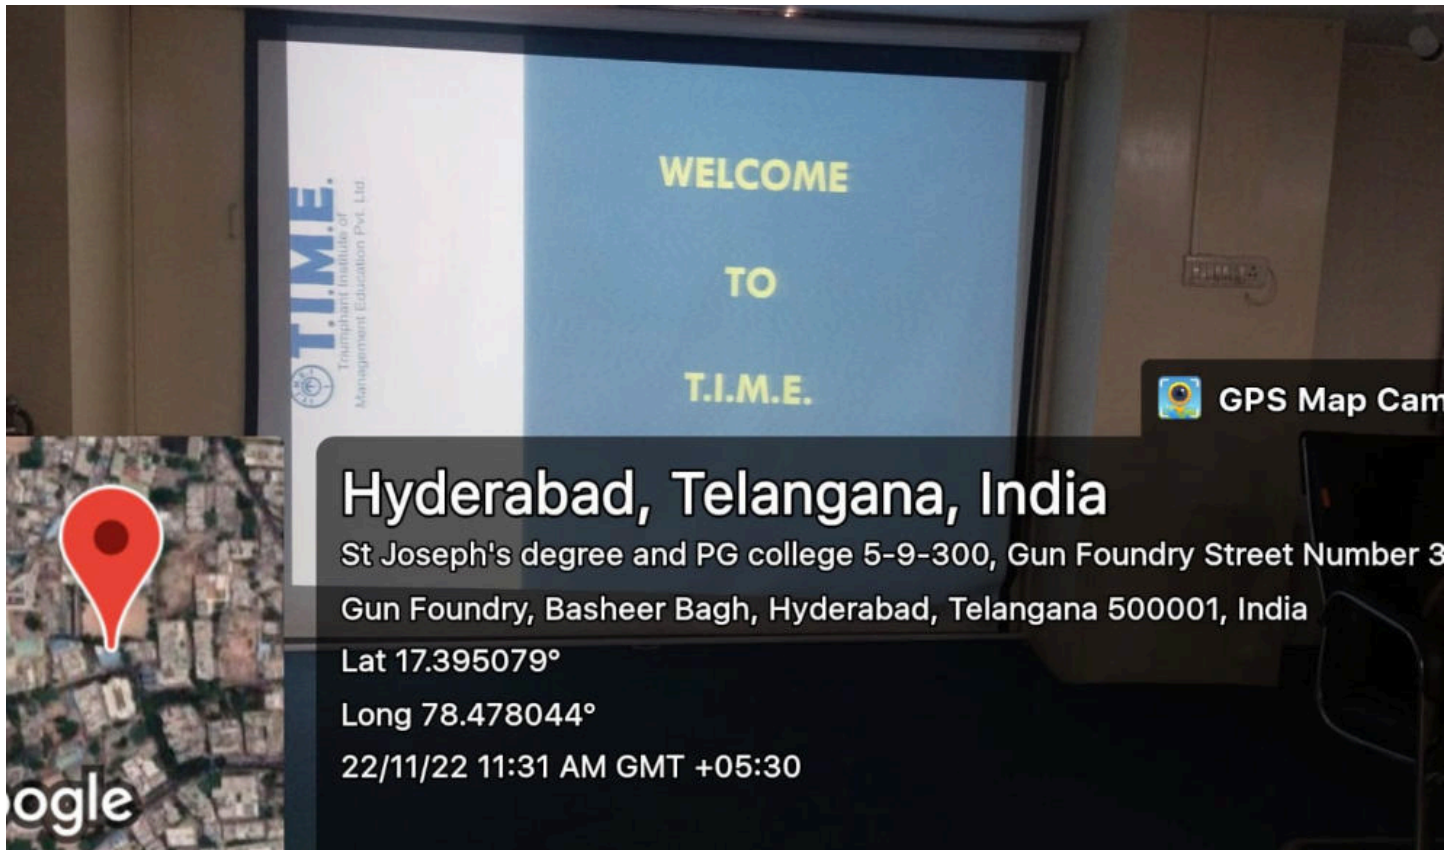 WELCOME
TO
T.I.M.E.
T.I.M.E.
Triumphant Institute of
Management Education Pvt. Ltd.
GPS Map Cam
Hyderabad, Telangana, India
St Joseph's degree and PG college 5-9-300, Gun Foundry Street Number 3
Gun Foundry, Basheer Bagh, Hyderabad, Telangana 500001, India
Lat 17.395079°
Long 78.478044°
22/11/22 11:31 AM GMT +05:30
oogle